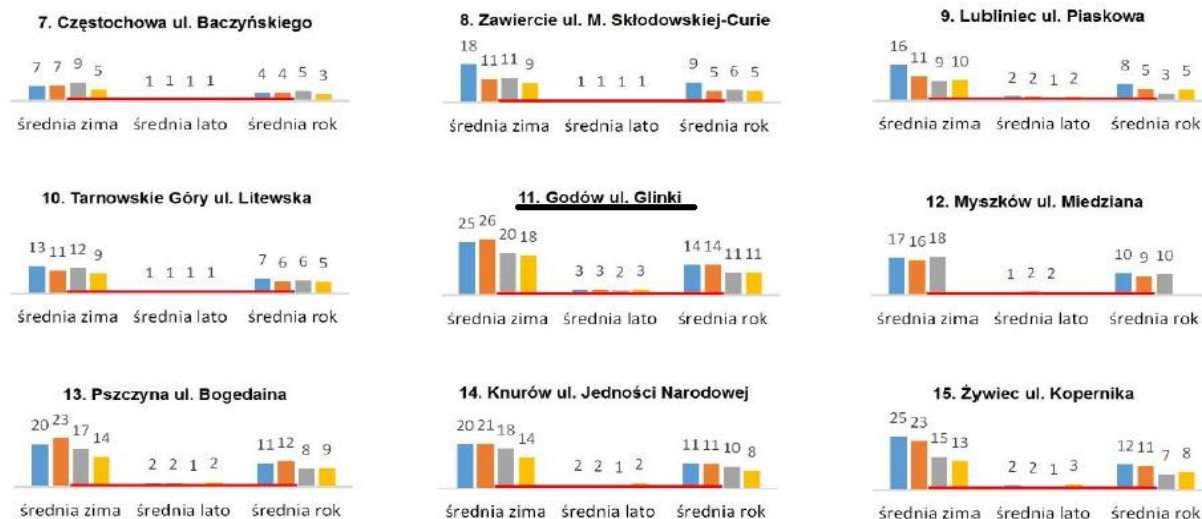 7. Częstochowa ul. Baczyńskiego
7 7 9 5 1 1 1 1 4 4 5 3
średnia zima średnia lato średnia rok
8. Zawiercie ul. M. Skłodowskiej-Curie
18 11 11 9 1 1 1 1 9 5 6 5
średnia zima średnia lato średnia rok
9. Lubliniec ul. Piaskowa
16 11 9 10 2 2 1 2 8 5 3 5
średnia zima średnia lato średnia rok
10. Tarnowskie Góry ul. Litewska
13 11 12 9 1 1 1 1 7 6 6 5
średnia zima średnia lato średnia rok
11. Godów ul. Glinki
25 26 20 18 3 3 2 3 14 14 11 11
średnia zima średnia lato średnia rok
12. Myszków ul. Miedziana
17 16 18 1 2 2 10 9 10
średnia zima średnia lato średnia rok
13. Pszczyna ul. Bogedaina
20 23 17 14 2 2 1 2 11 12 8 9
średnia zima średnia lato średnia rok
14. Knurów ul. Jedności Narodowej
20 21 18 14 2 2 1 2 11 11 10 8
średnia zima średnia lato średnia rok
15. Żywiec ul. Kopernika
25 23 15 13 2 2 1 3 12 11 7 8
średnia zima średnia lato średnia rok